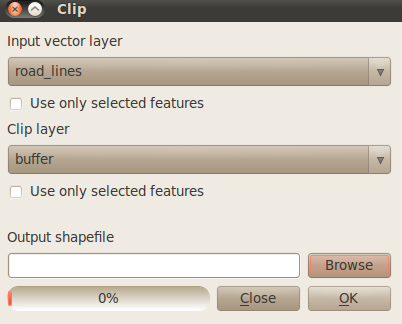 Clip
Input vector layer
road_lines
Use only selected features
Clip layer
buffer
Use only selected features
Output shapefile
Browse
0%
Close
OK